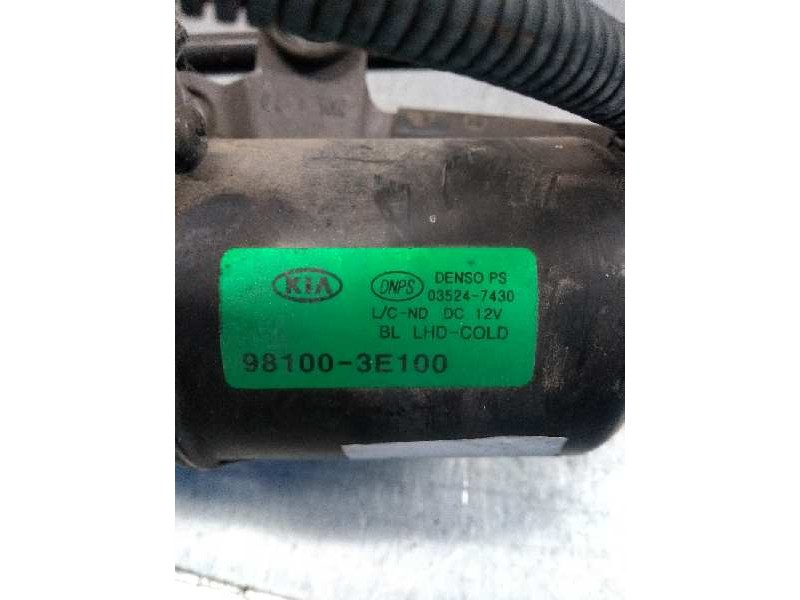 KIA
DNPS
DENSO PS
03524-7430
L/C-ND DC 12V
BL LHD-COLD
98100-3E100